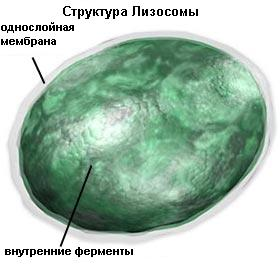 Структура Лизосомы
однослойная
мембрана
внутренние ферменты